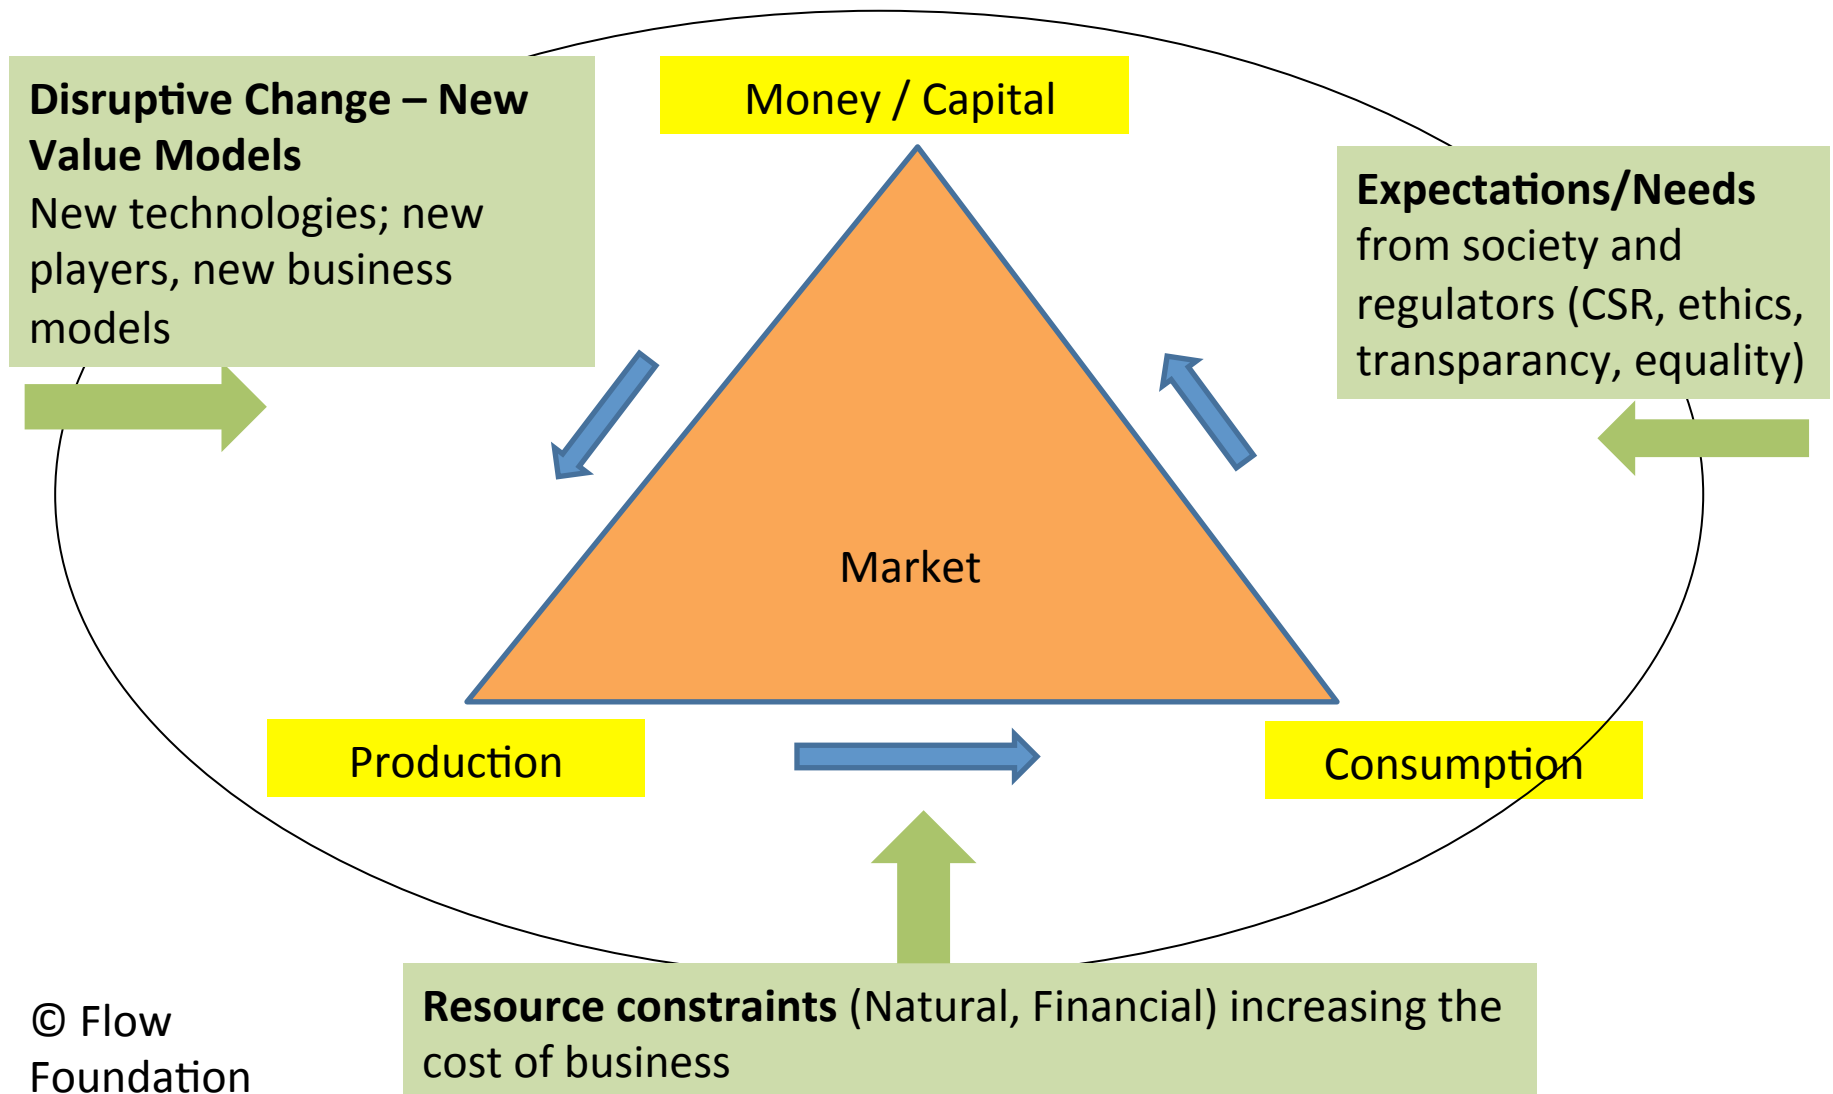 Disruptive Change – New
Value Models
New technologies; new
players, new business
models
Money / Capital
Expectations/Needs
from society and
regulators (CSR, ethics,
transparancy, equality)
Market
Production
Consumption
Resource constraints (Natural, Financial) increasing the
cost of business
© Flow
Foundation